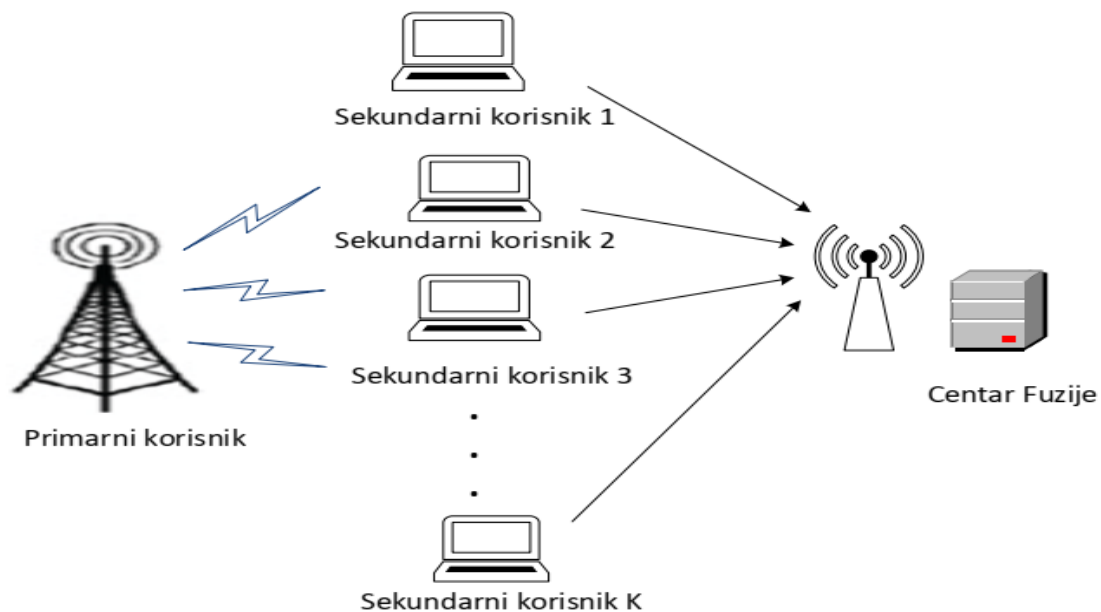 Sekundarni korisnik 1
Sekundarni korisnik 2
Sekundarni korisnik 3
Primarni korisnik
Centar Fuzije
Sekundarni korisnik K